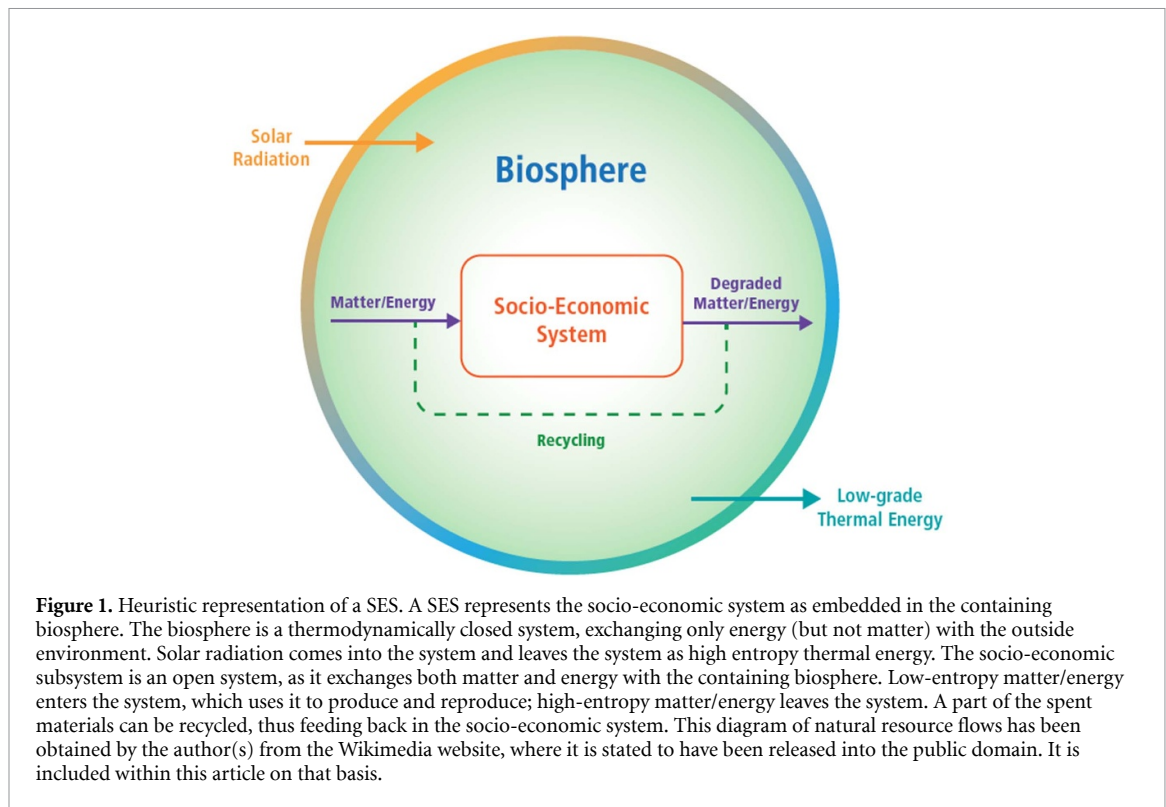 Solar
Radiation
Biosphere
Matter/Energy
Socio-Economic
System
Degraded
Matter/Energy
Recycling
Low-grade
Thermal Energy
Figure 1. Heuristic representation of a SES. A SES represents the socio-economic system as embedded in the containing
biosphere. The biosphere is a thermodynamically closed system, exchanging only energy (but not matter) with the outside
environment. Solar radiation comes into the system and leaves the system as high entropy thermal energy. The socio-economic
subsystem is an open system, as it exchanges both matter and energy with the containing biosphere. Low-entropy matter/energy
enters the system, which uses it to produce and reproduce; high-entropy matter/energy leaves the system. A part of the spent
materials can be recycled, thus feeding back in the socio-economic system. This diagram of natural resource flows has been
obtained by the author(s) from the Wikimedia website, where it is stated to have been released into the public domain. It is
included within this article on that basis.